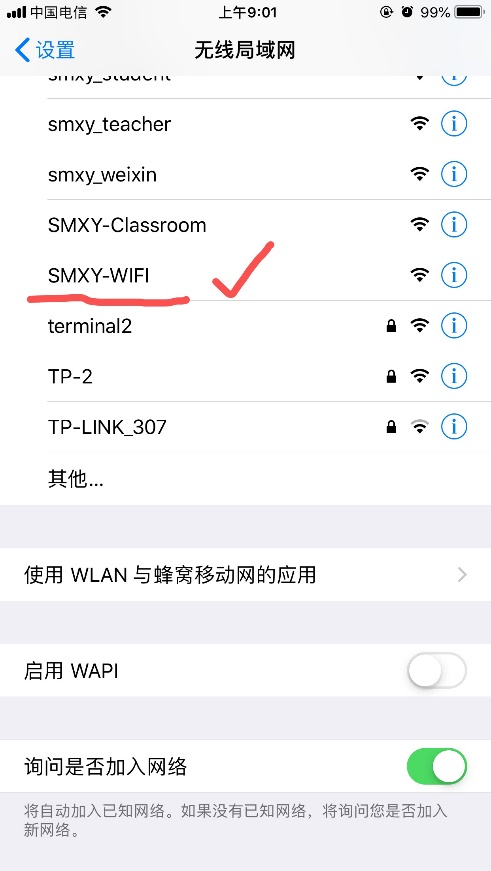 中国电信 上午9:01 99%
设置 无线局域网
smxy_student
smxy_teacher
smxy_weixin
SMXY-Classroom
SMXY-WIFI
terminal2
TP-2
TP-LINK_307
其他...
使用 WLAN 与蜂窝移动网的应用
启用 WAPI
询问是否加入网络
将自动加入已知网络。如果没有已知网络，将询问您是否加入
新网络。